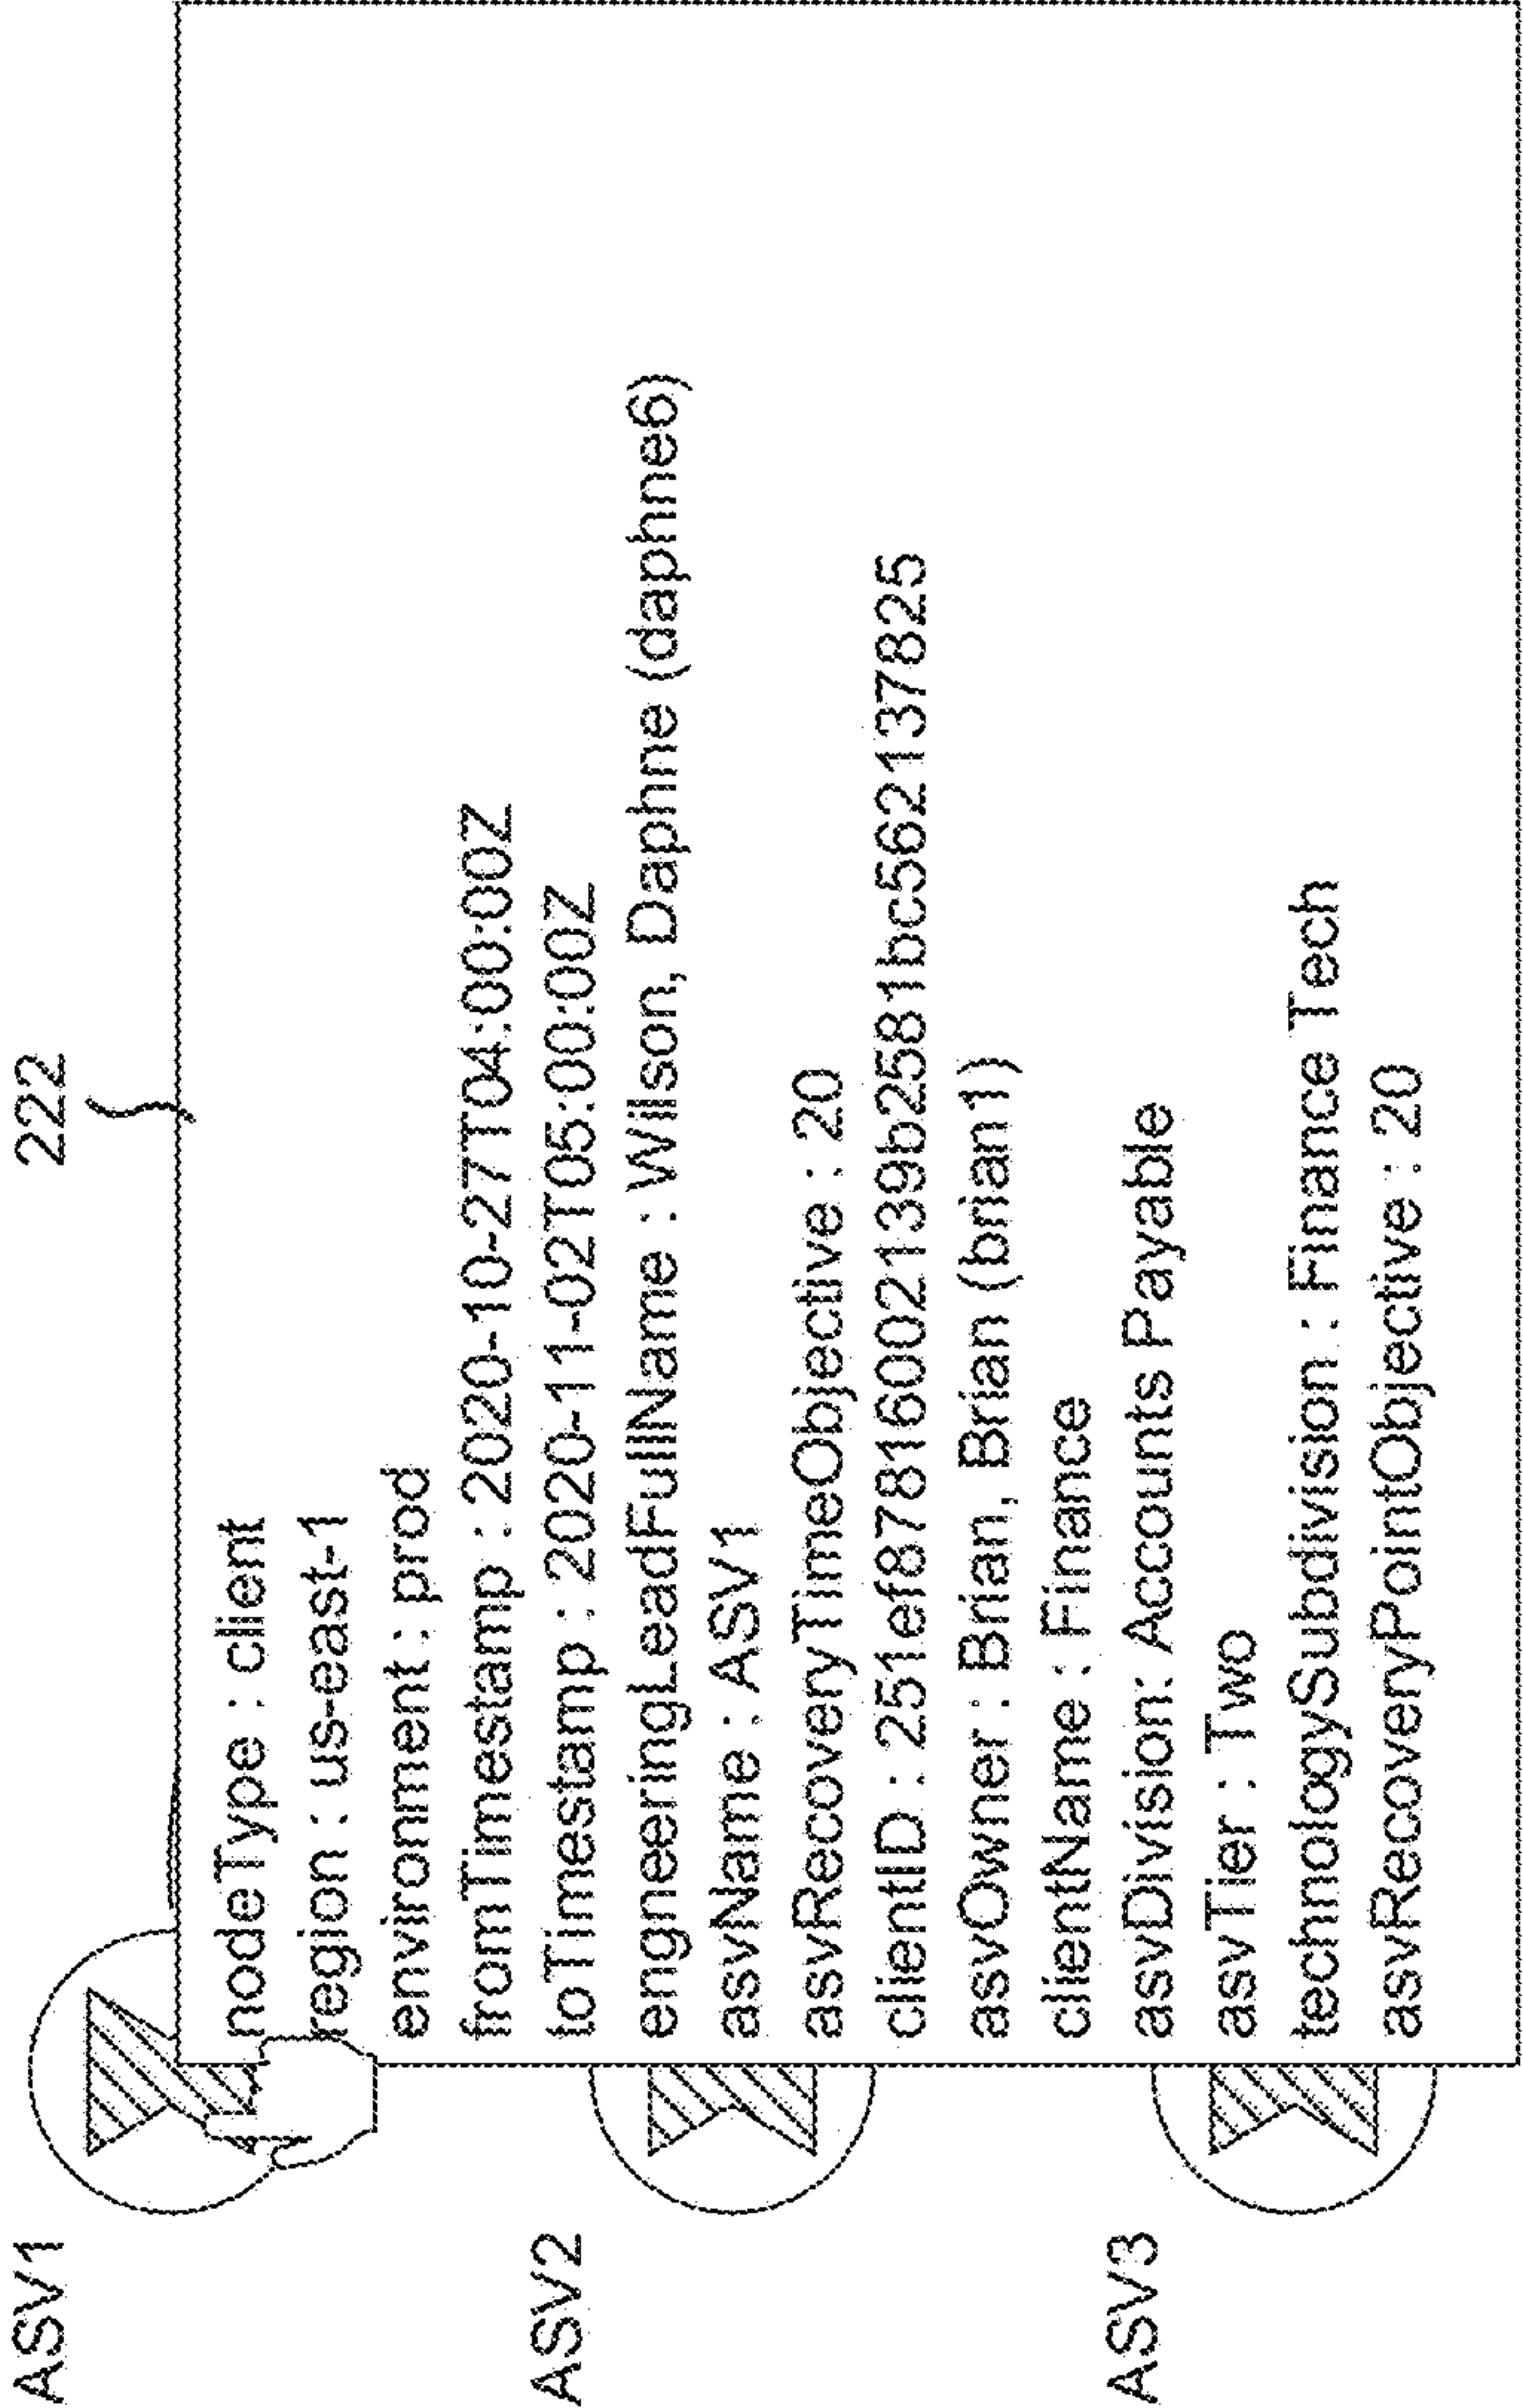 222
ASV1
nodeType : client
region : us-east-1
environment : prod
fromTimestamp : 2020-10-27T04:00:00Z
toTimestamp : 2020-11-02T05:00:00Z
engneeringLeadFullName : Wilson, Daphne (daphne6)
asvName : ASV1
asvRecoveryTimeObjective : 20
clientID : 251ef87816002139b2581bc562137825
asvOwner : Brian, Brian (brian1)
clientName : Finance
asvDivision: Accounts Payable
asvTier : Two
technologySubdivision : Finance Tech
asvRecoveryPointObjective : 20
ASV2
ASV3